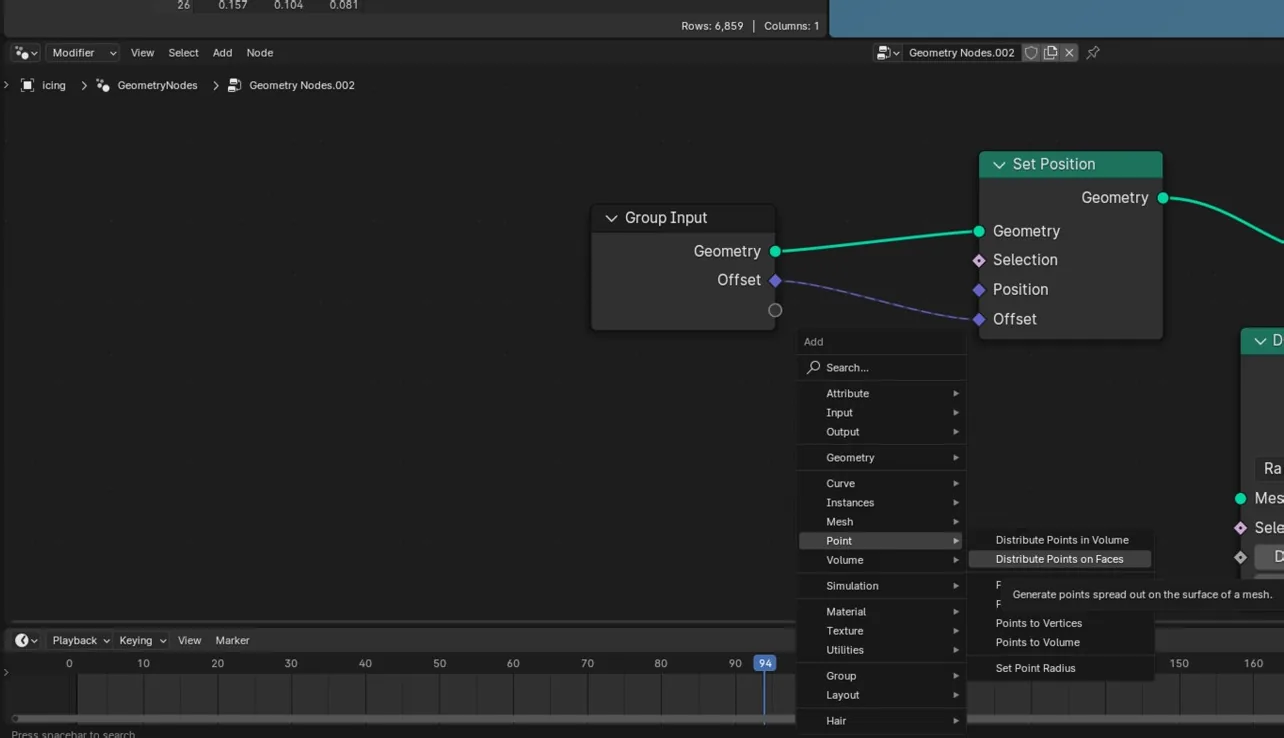 26 0.157 0.104 0.081
Rows: 6,859 | Columns: 1
Modifier View Select Add Node Geometry Nodes.002
icing > GeometryNodes > Geometry Nodes.002
Set Position
Geometry
Geometry
Selection
Position
Offset
Group Input
Geometry
Offset
Add
Search...
Attribute
Input
Output
Geometry
Curve
Instances
Mesh
Point
Volume
Simulation
Material
Texture
Utilities
Group
Layout
Hair
Distribute Points in Volume
Distribute Points on Faces
Generate points spread out on the surface of a mesh.
Points to Vertices
Points to Volume
Set Point Radius
Playback Keying View Marker
0 10 20 30 40 50 60 70 80 90 94 150 160
Press spacebar to search